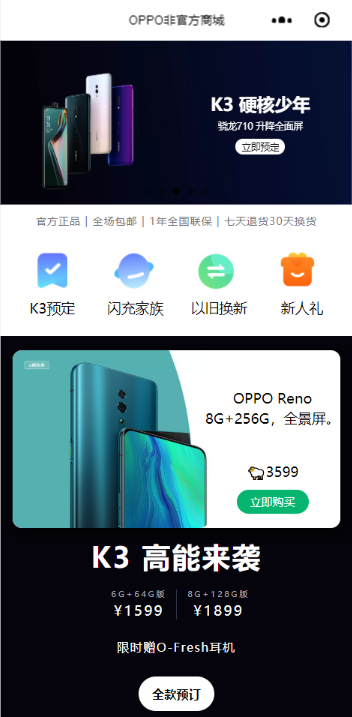 OPPO非官方商城
K3 硬核少年
骁龙710 升降全面屏
立即预定
官方正品 | 全场包邮 | 1年全国联保 | 七天退货30天换货
K3预定
闪充家族
以旧换新
新人礼
OPPO Reno
8G+256G，全景屏。
3599
立即购买
K3 高能来袭
6G+64G版
8G+128G版
¥1599
¥1899
限时赠O-Fresh耳机
全款预订